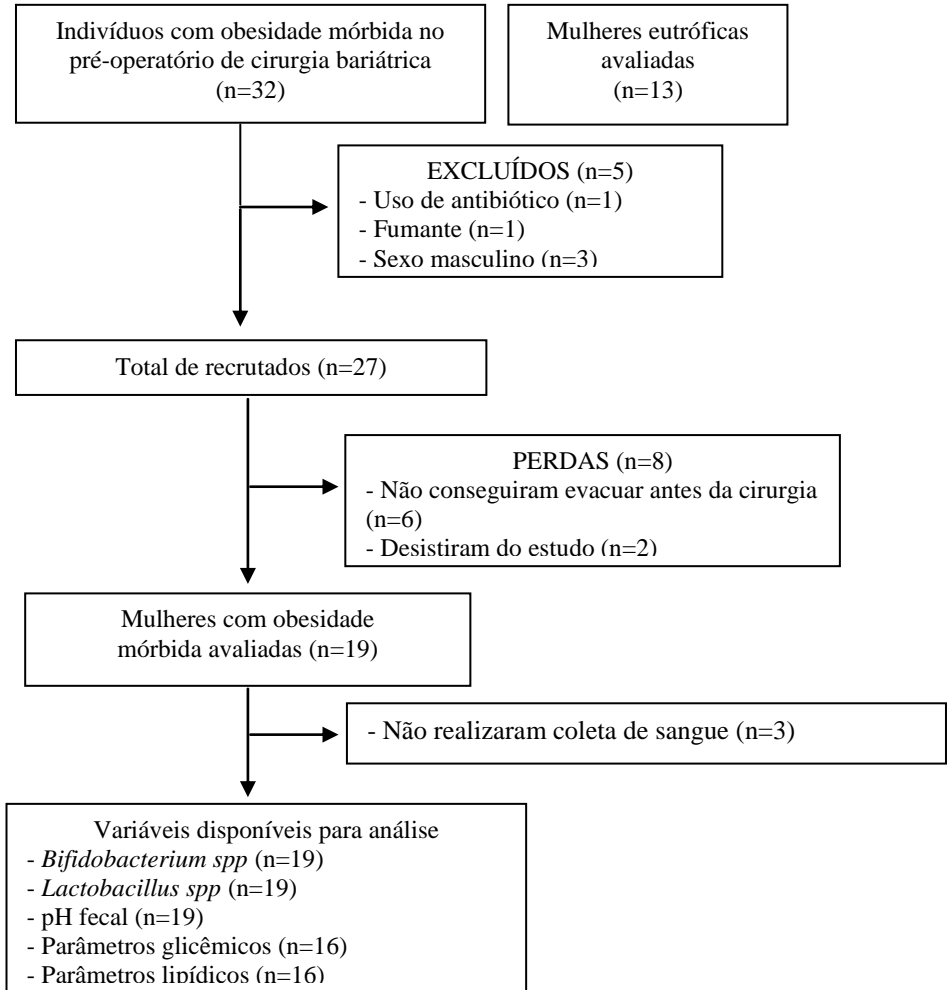 Indivíduos com obesidade mórbida no
pré-operatório de cirurgia bariátrica
(n=32)
Mulheres eutróficas
avaliadas
(n=13)
EXCLUÍDOS (n=5)
- Uso de antibiótico (n=1)
- Fumante (n=1)
- Sexo masculino (n=3)
Total de recrutados (n=27)
PERDAS (n=8)
- Não conseguiram evacuar antes da cirurgia
(n=6)
- Desistiram do estudo (n=2)
Mulheres com obesidade
mórbida avaliadas (n=19)
- Não realizaram coleta de sangue (n=3)
Variáveis disponíveis para análise
- Bifidobacterium spp (n=19)
- Lactobacillus spp (n=19)
- pH fecal (n=19)
- Parâmetros glicêmicos (n=16)
- Parâmetros lipídicos (n=16)